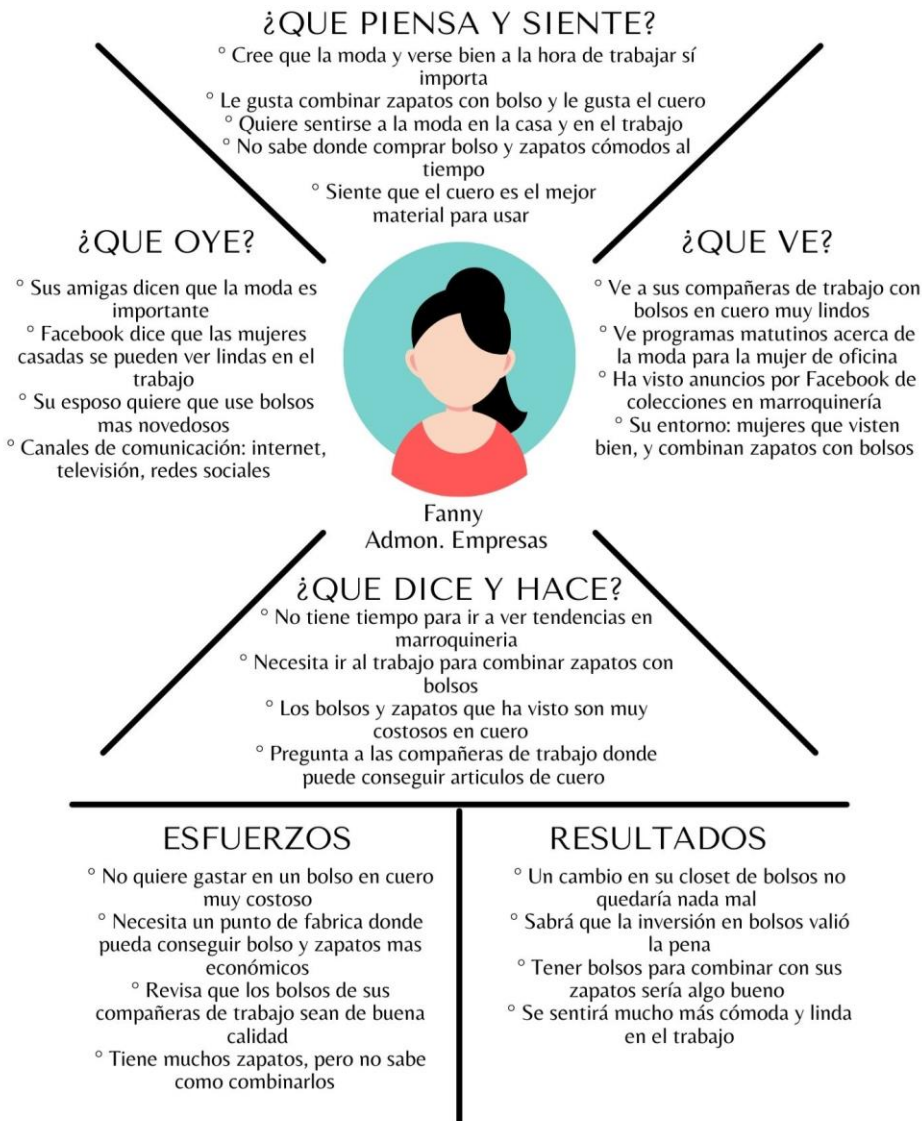 ¿QUE PIENSA Y SIENTE?
° Cree que la moda y verse bien a la hora de trabajar sí
importa
° Le gusta combinar zapatos con bolso y le gusta el cuero
° Quiere sentirse a la moda en la casa y en el trabajo
° No sabe donde comprar bolso y zapatos cómodos al
tiempo
° Siente que el cuero es el mejor
material para usar
¿QUE OYE?
° Sus amigas dicen que la moda es
importante
° Facebook dice que las mujeres
casadas se pueden ver lindas en el
trabajo
° Su esposo quiere que use bolsos
mas novedosos
° Canales de comunicación: internet,
televisión, redes sociales
¿QUE VE?
° Ve a sus compañeras de trabajo con
bolsos en cuero muy lindos
° Ve programas matutinos acerca de
la moda para la mujer de oficina
° Ha visto anuncios por Facebook de
colecciones en marroquinería
° Su entorno: mujeres que visten
bien, y combinan zapatos con bolsos
Fanny
Admon. Empresas
¿QUE DICE Y HACE?
° No tiene tiempo para ir a ver tendencias en
marroquineria
° Necesita ir al trabajo para combinar zapatos con
bolsos
° Los bolsos y zapatos que ha visto son muy
costosos en cuero
° Pregunta a las compañeras de trabajo donde
puede conseguir articulos de cuero
ESFUERZOS
° No quiere gastar en un bolso en cuero
muy costoso
° Necesita un punto de fabrica donde
pueda conseguir bolso y zapatos mas
económicos
° Revisa que los bolsos de sus
compañeras de trabajo sean de buena
calidad
° Tiene muchos zapatos, pero no sabe
como combinarlos
RESULTADOS
° Un cambio en su closet de bolsos no
quedaría nada mal
° Sabrá que la inversión en bolsos valió
la pena
° Tener bolsos para combinar con sus
zapatos sería algo bueno
° Se sentirá mucho más cómoda y linda
en el trabajo